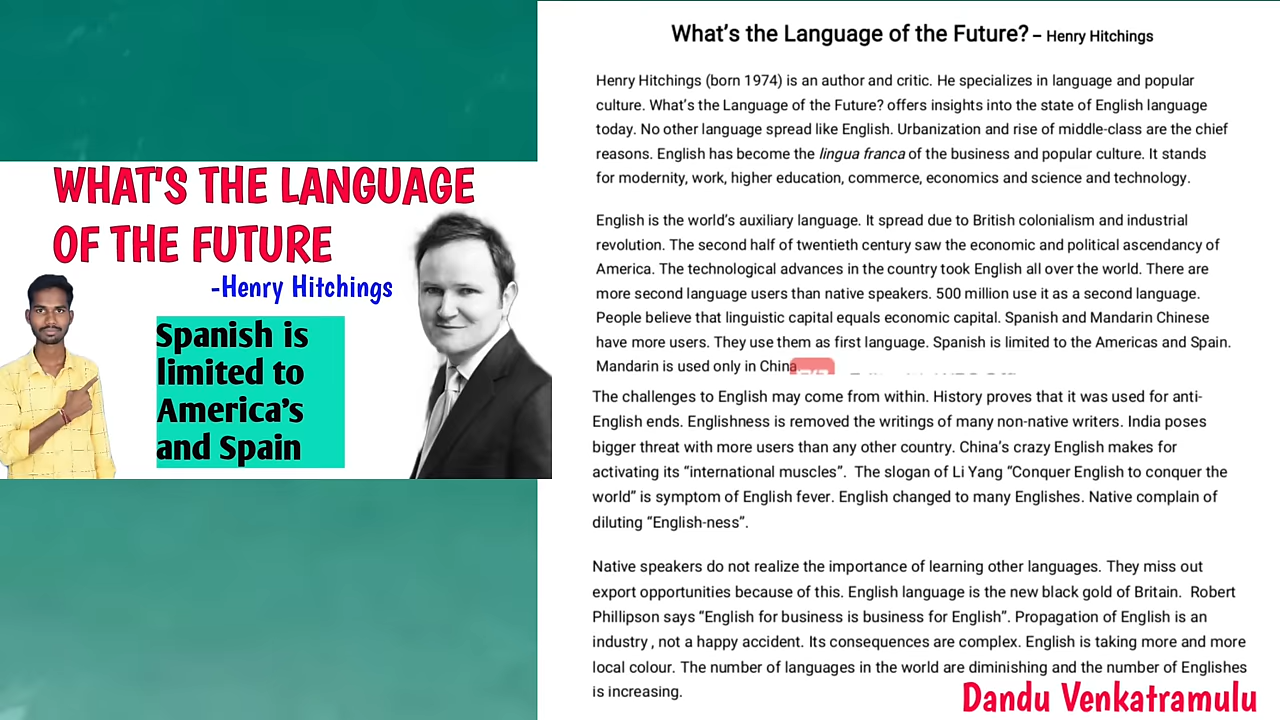 WHAT'S THE LANGUAGE
OF THE FUTURE
-Henry Hitchings
Spanish is
limited to
America's
and Spain
What's the Language of the Future? – Henry Hitchings
Henry Hitchings (born 1974) is an author and critic. He specializes in language and popular
culture. What's the Language of the Future? offers insights into the state of English language
today. No other language spread like English. Urbanization and rise of middle-class are the chief
reasons. English has become the lingua franca of the business and popular culture. It stands
for modernity, work, higher education, commerce, economics and science and technology.
English is the world's auxiliary language. It spread due to British colonialism and industrial
revolution. The second half of twentieth century saw the economic and political ascendancy of
America. The technological advances in the country took English all over the world. There are
more second language users than native speakers. 500 million use it as a second language.
People believe that linguistic capital equals economic capital. Spanish and Mandarin Chinese
have more users. They use them as first language. Spanish is limited to the Americas and Spain.
Mandarin is used only in China
The challenges to English may come from within. History proves that it was used for anti-
English ends. Englishness is removed the writings of many non-native writers. India poses
bigger threat with more users than any other country. China's crazy English makes for
activating its "international muscles". The slogan of Li Yang "Conquer English to conquer the
world" is symptom of English fever. English changed to many Englishes. Native complain of
diluting "English-ness".
Native speakers do not realize the importance of learning other languages. They miss out
export opportunities because of this. English language is the new black gold of Britain. Robert
Phillipson says "English for business is business for English". Propagation of English is an
industry , not a happy accident. Its consequences are complex. English is taking more and more
local colour. The number of languages in the world are diminishing and the number of Englishes
is increasing.
Dandu Venkatramulu